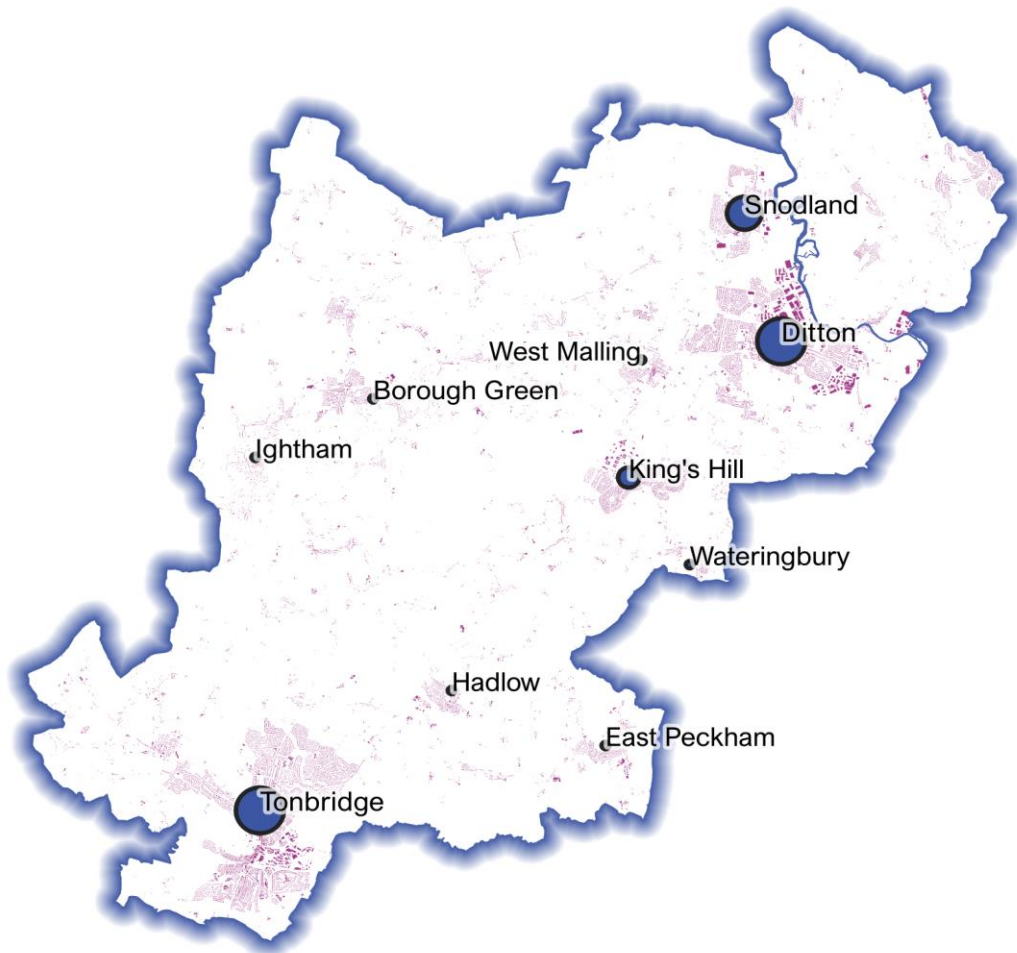 Snodland
Ditton
West Malling
Borough Green
Ightham
King's Hill
Wateringbury
Hadlow
East Peckham
Tonbridge